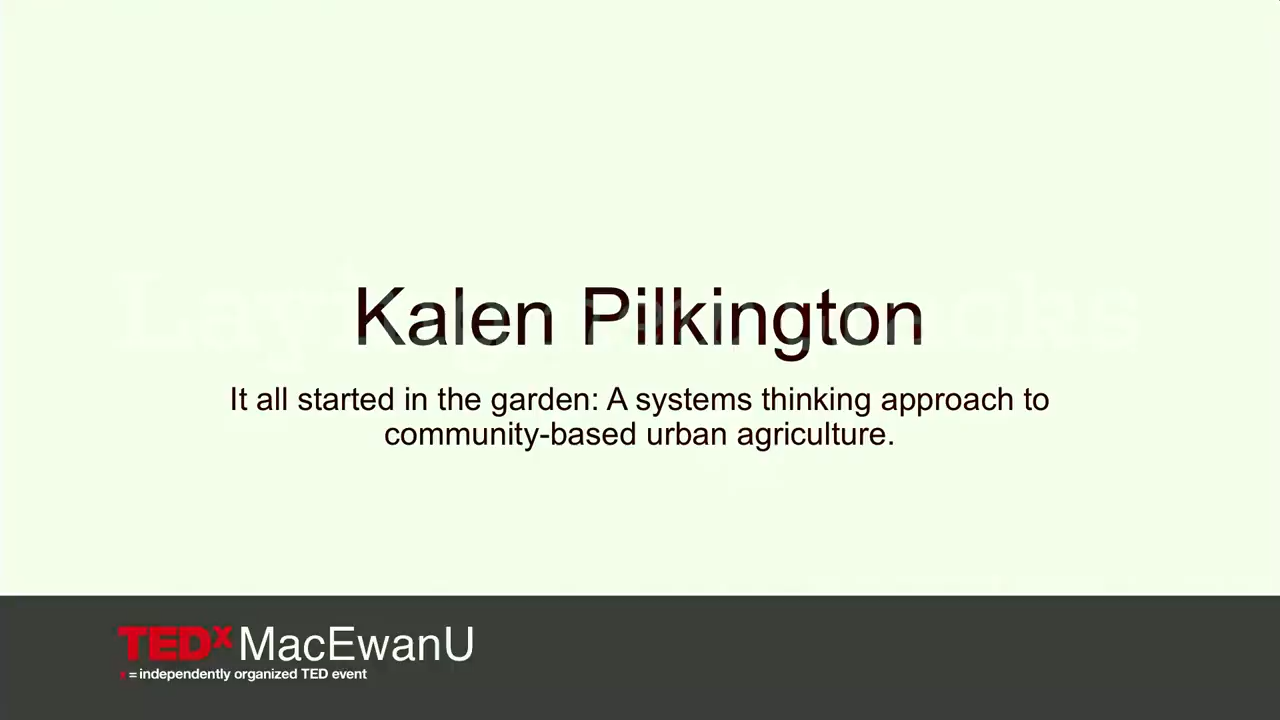 Kalen Pilkington
It all started in the garden: A systems thinking approach to
community-based urban agriculture.
TEDx MacEwanU
x = independently organized TED event